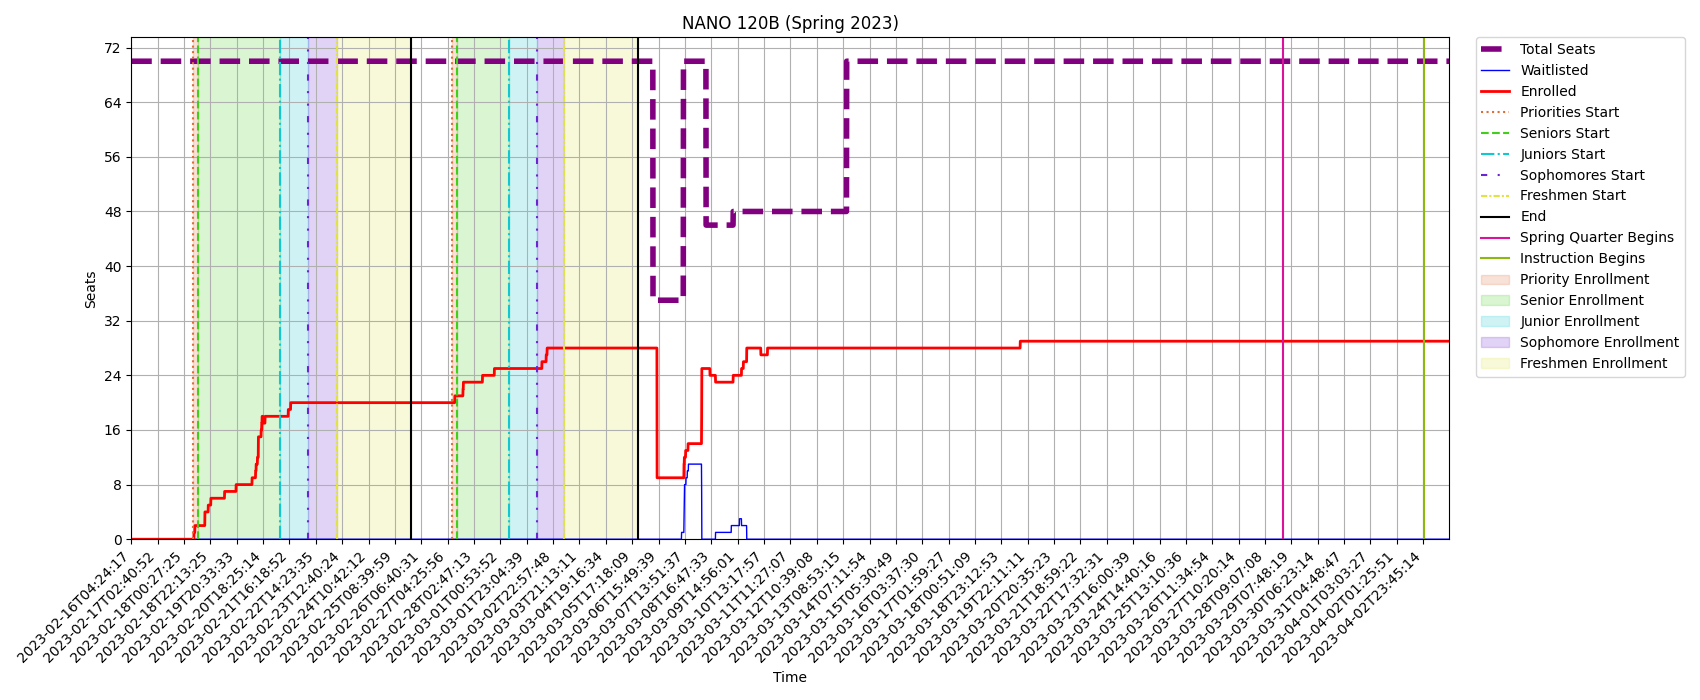 NANO 120B (Spring 2023)
Seats
72
64
56
48
40
32
24
16
8
0
2023-02-16T04:24:17
2023-02-17T02:40:52
2023-02-18T00:27:25
2023-02-18T22:13:25
2023-02-19T20:33:33
2023-02-20T18:25:14
2023-02-21T16:18:52
2023-02-22T14:23:35
2023-02-23T12:40:24
2023-02-24T10:42:12
2023-02-25T08:39:59
2023-02-26T06:40:31
2023-02-27T04:25:56
2023-02-28T02:47:13
2023-03-01T00:53:52
2023-03-01T23:04:39
2023-03-02T22:57:48
2023-03-03T21:13:11
2023-03-04T19:16:34
2023-03-05T17:18:09
2023-03-06T15:49:39
2023-03-07T13:51:37
2023-03-08T16:47:33
2023-03-09T14:56:01
2023-03-10T13:17:57
2023-03-11T11:27:07
2023-03-12T10:39:08
2023-03-13T08:53:15
2023-03-14T07:11:54
2023-03-15T05:30:49
2023-03-16T03:37:30
2023-03-17T01:59:27
2023-03-18T00:51:09
2023-03-18T23:12:53
2023-03-19T22:11:11
2023-03-20T20:35:23
2023-03-21T18:59:22
2023-03-22T17:32:31
2023-03-23T16:00:39
2023-03-24T14:40:16
2023-03-25T13:10:36
2023-03-26T11:34:54
2023-03-27T10:20:14
2023-03-28T09:07:08
2023-03-29T07:48:19
2023-03-30T06:23:14
2023-03-31T04:48:47
2023-04-01T03:03:27
2023-04-02T01:25:51
2023-04-02T23:45:14
Time
Total Seats
Waitlisted
Enrolled
Priorities Start
Seniors Start
Juniors Start
Sophomores Start
Freshmen Start
End
Spring Quarter Begins
Instruction Begins
Priority Enrollment
Senior Enrollment
Junior Enrollment
Sophomore Enrollment
Freshmen Enrollment